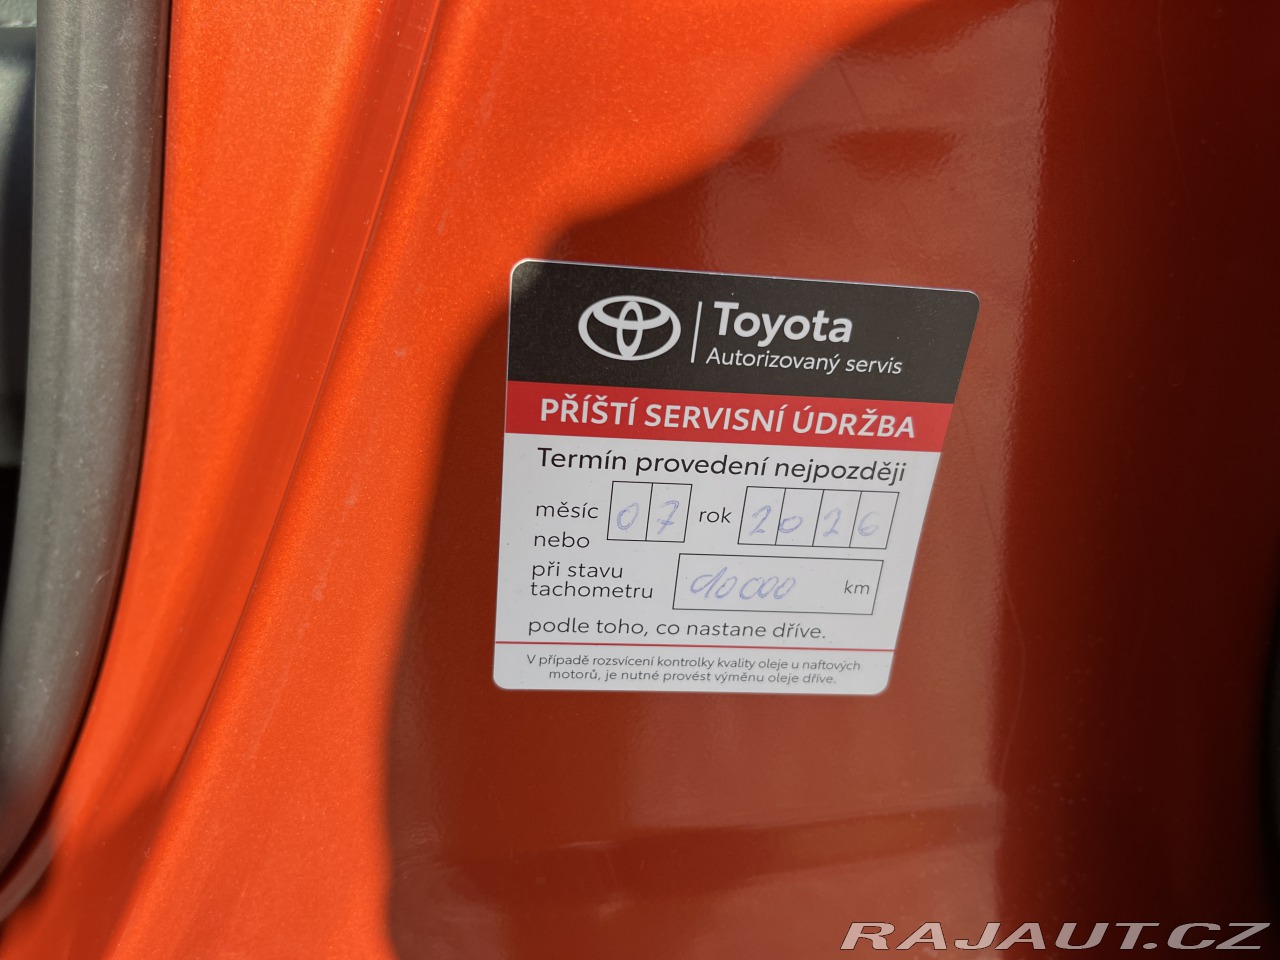 Toyota
Autorizovaný servis
PŘÍŠTÍ SERVISNÍ ÚDRŽBA
Termín provedení nejpozději
měsíc 07 rok 2026
nebo
při stavu
tachometru km
podle toho, co nastane dříve.
V případě rozsvícení kontrolky kvality oleje u naftových
motorů, je nutné provést výměnu oleje dříve.
RAJAUT.CZ